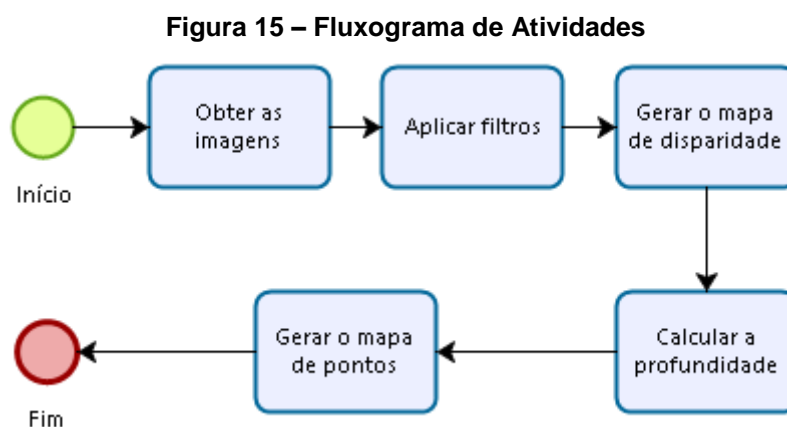 Figura 15 – Fluxograma de Atividades
Obter as
imagens
Aplicar filtros
Gerar o mapa
de disparidade
Início
Gerar o mapa
de pontos
Calcular a
profundidade
Fim